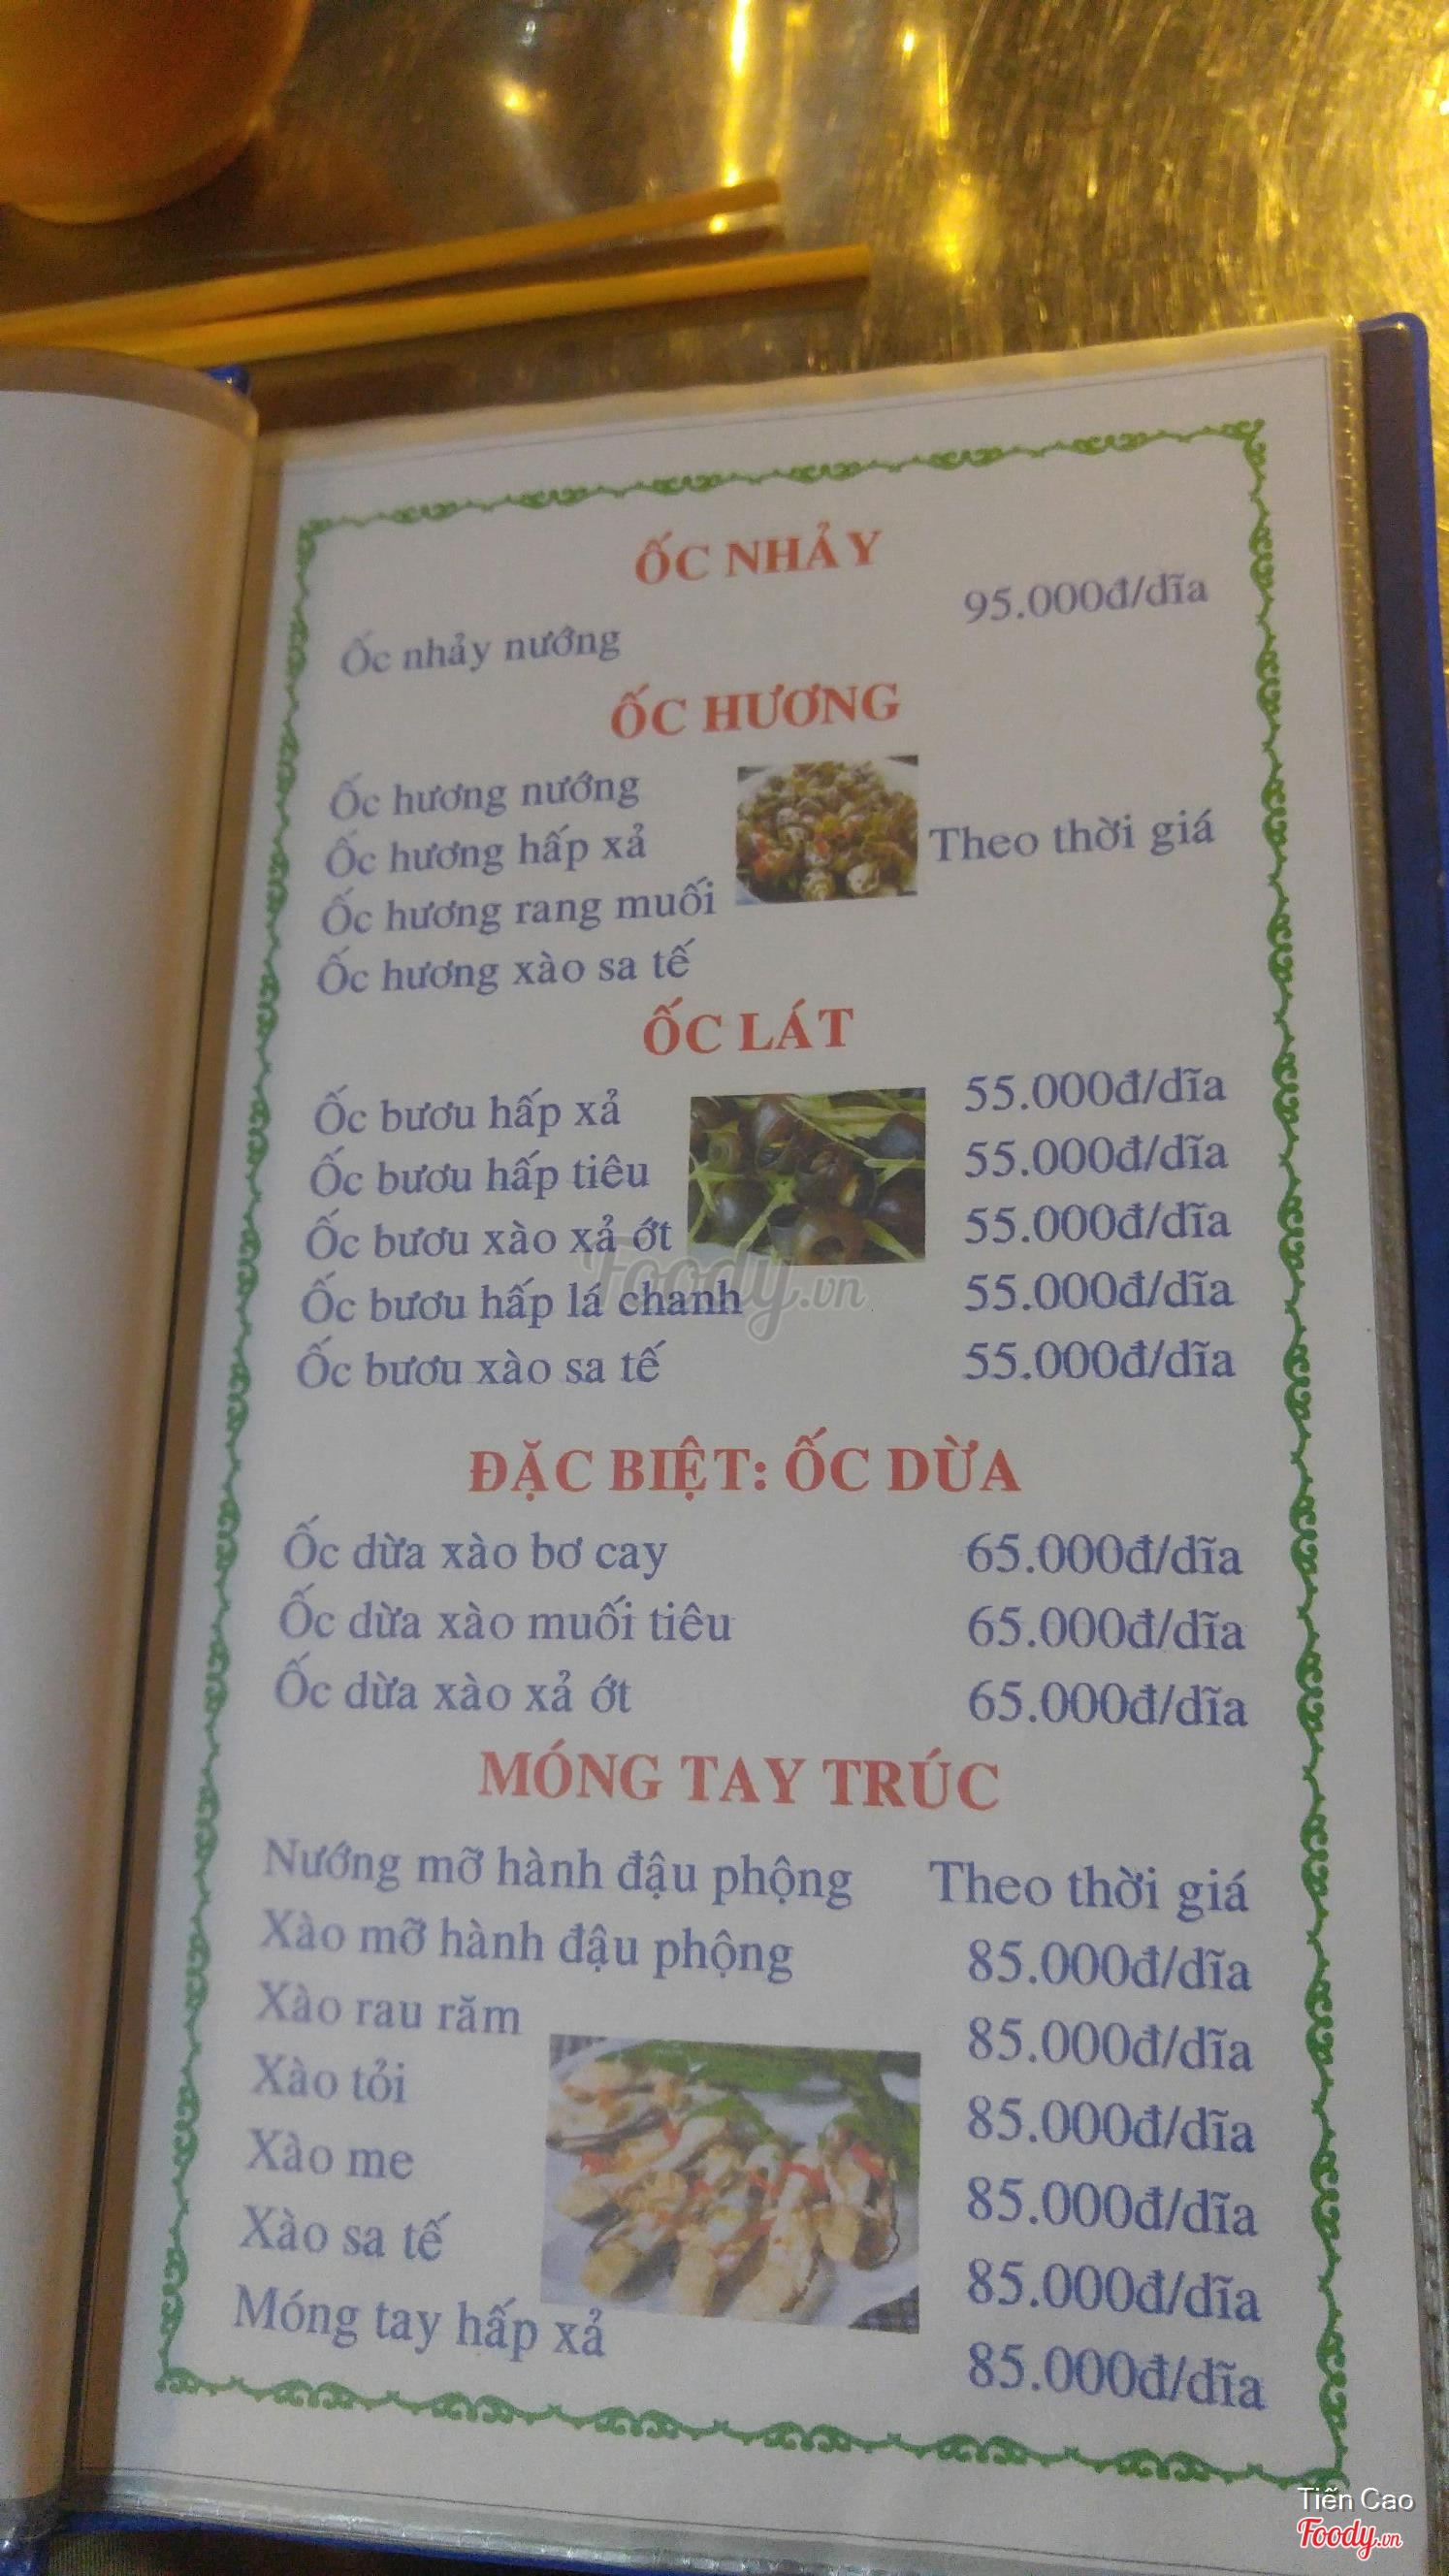 ỐC NHẢY
Ốc nhảy nướng 95.000đ/dĩa
ỐC HƯƠNG
Ốc hương nướng
Ốc hương hấp xả
Theo thời giá
Ốc hương rang muối
Ốc hương xào sa tế
ỐC LÁT
Ốc bươu hấp xả 55.000đ/dĩa
Ốc bươu hấp tiêu 55.000đ/dĩa
Ốc bươu xào xả ớt 55.000đ/dĩa
Ốc bươu hấp lá chanh 55.000đ/dĩa
Ốc bươu xào sa tế 55.000đ/dĩa
Foody.vn
ĐẶC BIỆT: ỐC DỪA
Ốc dừa xào bơ cay 65.000đ/dĩa
Ốc dừa xào muối tiêu 65.000đ/dĩa
Ốc dừa xào xả ớt 65.000đ/dĩa
MÓNG TAY TRÚC
Nướng mỡ hành đậu phộng Theo thời giá
Xào mỡ hành đậu phộng 85.000đ/dĩa
Xào rau răm 85.000đ/dĩa
Xào tỏi 85.000đ/dĩa
Xào me 85.000đ/dĩa
Xào sa tế 85.000đ/dĩa
Móng tay hấp xả 85.000đ/dĩa
Tiến Cao
Foody.vn